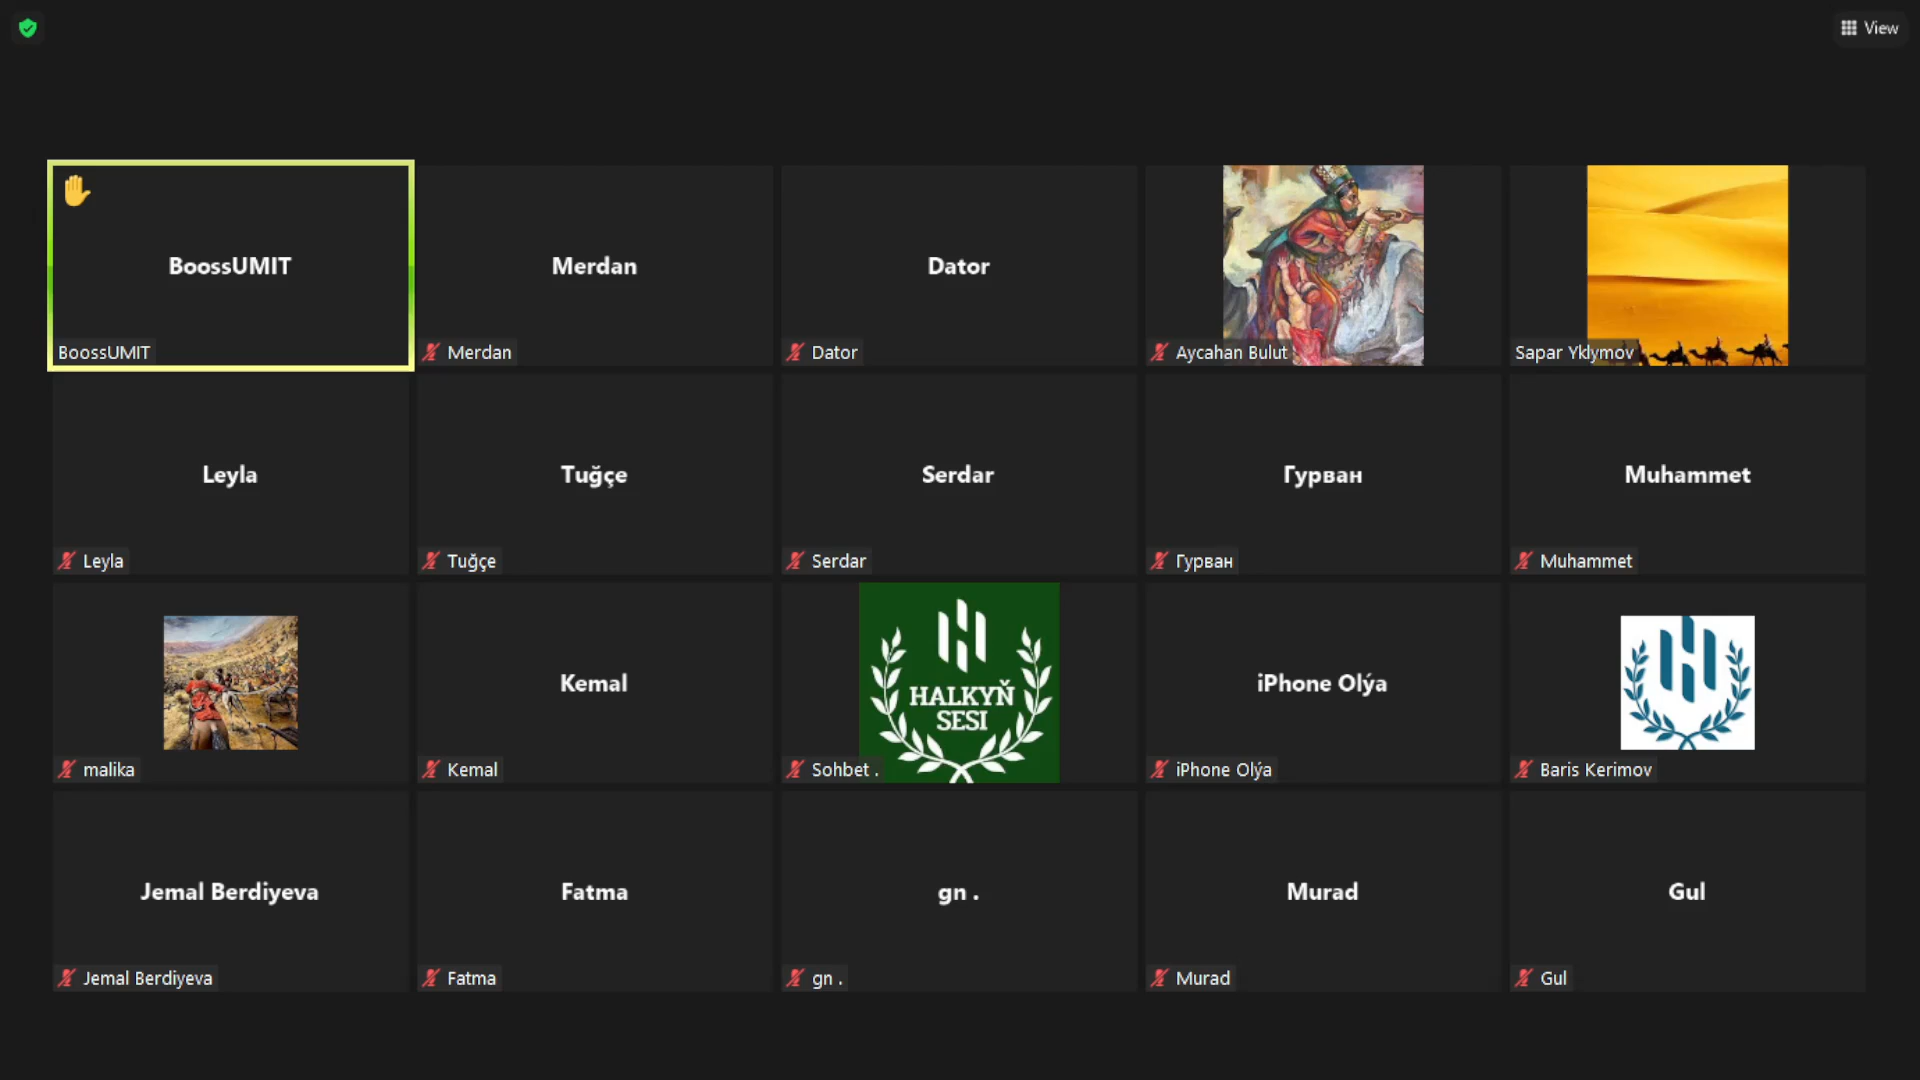 View
BoossUMIT
BoossUMIT
Merdan
Merdan
Dator
Dator
Aycahan Bulut
Sapar Yklymov
Leyla
Leyla
Tuğçe
Tuğçe
Serdar
Serdar
Гурван
Гурван
Muhammet
Muhammet
malika
Kemal
Kemal
HALKYŇ
SESI
Sohbet .
iPhone Olýa
iPhone Olýa
Baris Kerimov
Jemal Berdiyeva
Jemal Berdiyeva
Fatma
Fatma
gn .
gn .
Murad
Murad
Gul
Gul